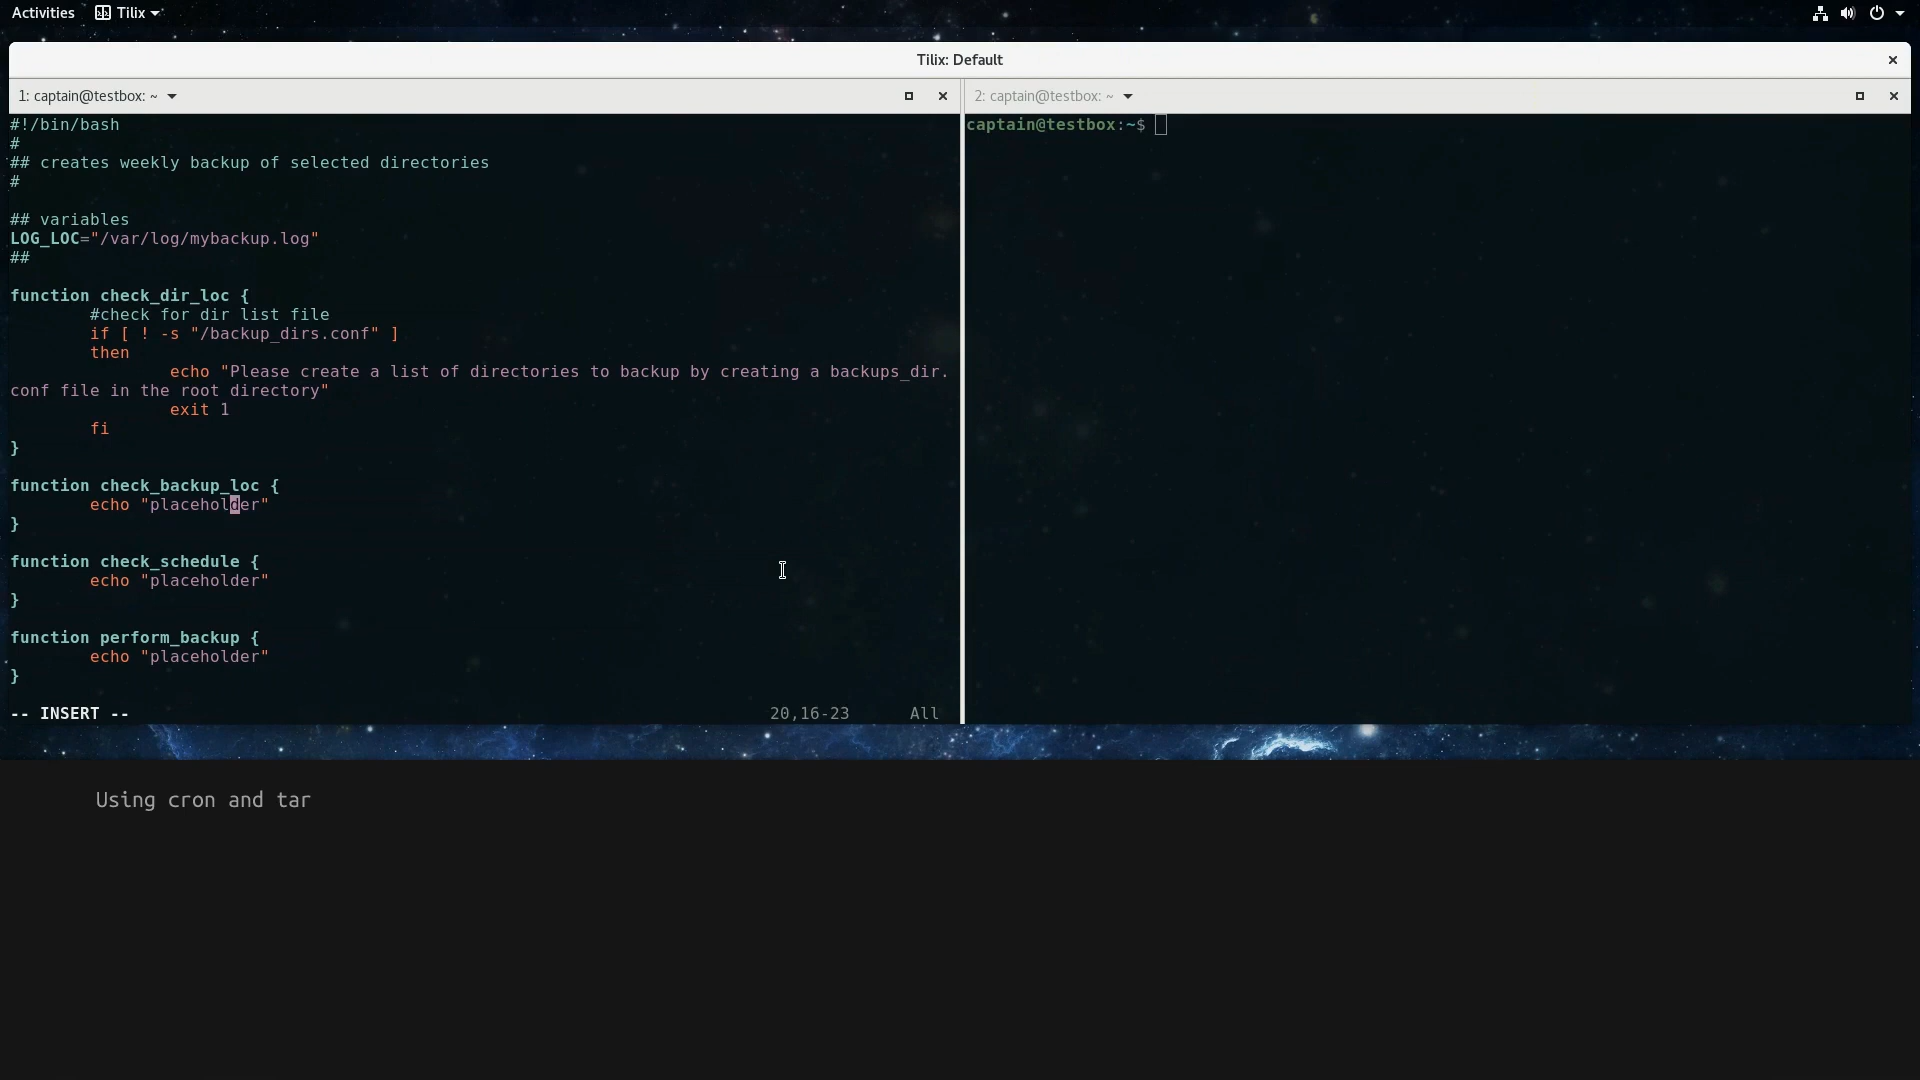 Activities Tilix
Tilix: Default
1: captain@testbox: ~
2: captain@testbox: ~
#!/bin/bash
#
## creates weekly backup of selected directories
#
## variables
LOG_LOC="/var/log/mybackup.log"
##
function check_dir_loc {
#check for dir list file
if [ ! -s "/backup_dirs.conf" ]
then
echo "Please create a list of directories to backup by creating a backups_dir.
conf file in the root directory"
exit 1
fi
}
function check_backup_loc {
echo "placeholder"
}
function check_schedule {
echo "placeholder"
}
function perform_backup {
echo "placeholder"
}
-- INSERT -- 20,16-23 All
captain@testbox:~$
Using cron and tar